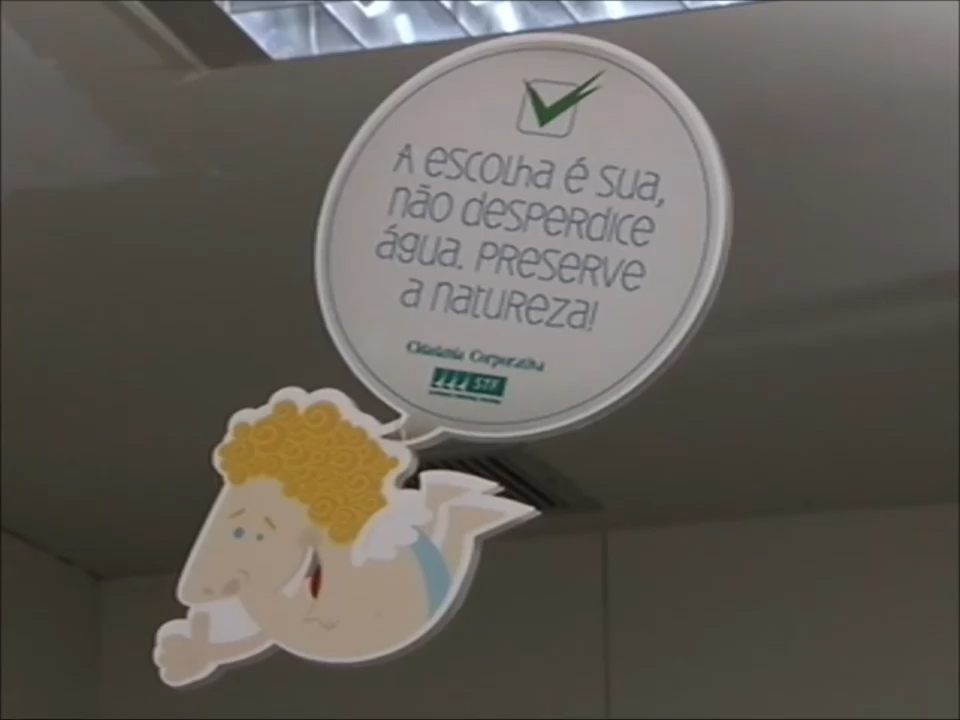 A escolha é sua,
não desperdice
água. Preserve
a natureza!
Cidadania Corporativa
STF